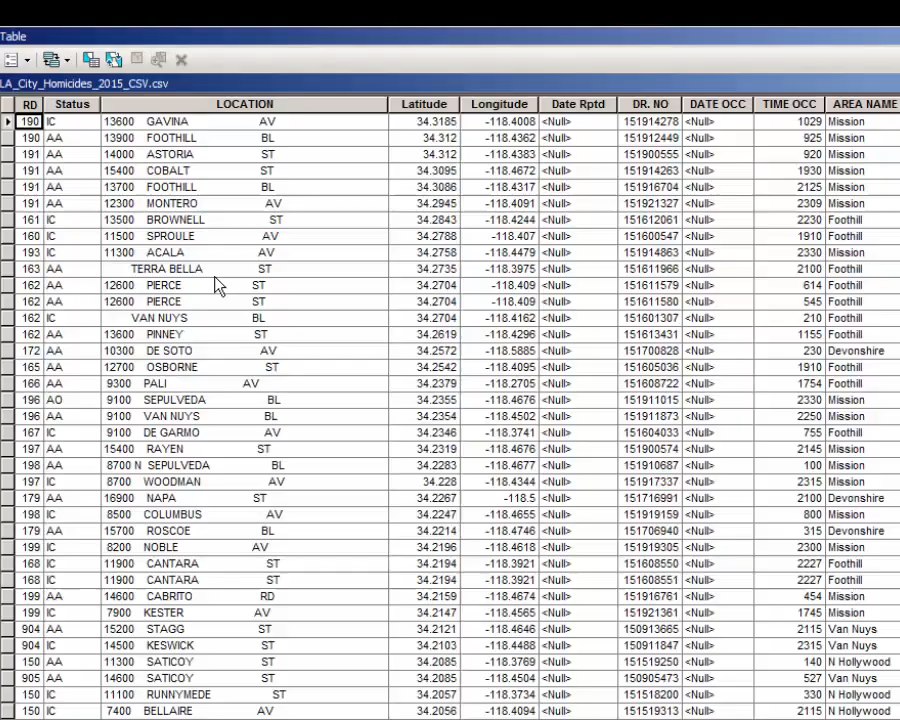 Table
LA_City_Homicides_2015_CSV.csv
RD Status LOCATION Latitude Longitude Date Rptd DR. NO DATE OCC TIME OCC AREA NAME
190 IC 13600 GAVINA AV 34.3185 -118.4008 <Null> 151914278 <Null> 1029 Mission
190 AA 13900 FOOTHILL BL 34.312 -118.4362 <Null> 151912449 <Null> 925 Mission
191 AA 14000 ASTORIA ST 34.312 -118.4383 <Null> 151900555 <Null> 920 Mission
191 AA 15400 COBALT ST 34.3095 -118.4672 <Null> 151914263 <Null> 1930 Mission
191 AA 13700 FOOTHILL BL 34.3086 -118.4317 <Null> 151916704 <Null> 2125 Mission
191 AA 12300 MONTERO AV 34.2945 -118.4091 <Null> 151921327 <Null> 2309 Mission
161 IC 13500 BROWNELL ST 34.2843 -118.4244 <Null> 151612061 <Null> 2230 Foothill
160 IC 11500 SPROULE AV 34.2788 -118.407 <Null> 151600547 <Null> 1910 Foothill
193 IC 11300 ACALA AV 34.2758 -118.4479 <Null> 151914863 <Null> 2330 Mission
163 AA TERRA BELLA ST 34.2735 -118.3975 <Null> 151611966 <Null> 2100 Foothill
162 AA 12600 PIERCE ST 34.2704 -118.409 <Null> 151611579 <Null> 614 Foothill
162 AA 12600 PIERCE ST 34.2704 -118.409 <Null> 151611580 <Null> 545 Foothill
162 IC VAN NUYS BL 34.2704 -118.4162 <Null> 151601307 <Null> 210 Foothill
162 AA 13600 PINNEY ST 34.2619 -118.4296 <Null> 151613431 <Null> 1155 Foothill
172 AA 10300 DE SOTO AV 34.2572 -118.5885 <Null> 151700828 <Null> 230 Devonshire
165 AA 12700 OSBORNE ST 34.2542 -118.4095 <Null> 151605036 <Null> 1910 Foothill
166 AA 9300 PALI AV 34.2379 -118.2705 <Null> 151608722 <Null> 1754 Foothill
196 AO 9100 SEPULVEDA BL 34.2355 -118.4676 <Null> 151911015 <Null> 2330 Mission
196 AA 9100 VAN NUYS BL 34.2354 -118.4502 <Null> 151911873 <Null> 2250 Mission
167 IC 9100 DE GARMO AV 34.2346 -118.3741 <Null> 151604033 <Null> 755 Foothill
197 AA 15400 RAYEN ST 34.2319 -118.4676 <Null> 151900574 <Null> 2145 Mission
198 AA 8700 N SEPULVEDA BL 34.2283 -118.4677 <Null> 151910687 <Null> 100 Mission
197 IC 8700 WOODMAN AV 34.228 -118.4344 <Null> 151917337 <Null> 2315 Mission
179 AA 16900 NAPA ST 34.2267 -118.5 <Null> 151716991 <Null> 2100 Devonshire
198 IC 8500 COLUMBUS AV 34.2247 -118.4655 <Null> 151919159 <Null> 800 Mission
179 AA 15700 ROSCOE BL 34.2214 -118.4746 <Null> 151706940 <Null> 315 Devonshire
199 IC 8200 NOBLE AV 34.2196 -118.4618 <Null> 151919305 <Null> 2300 Mission
168 IC 11900 CANTARA ST 34.2194 -118.3921 <Null> 151608550 <Null> 2227 Foothill
168 IC 11900 CANTARA ST 34.2194 -118.3921 <Null> 151608551 <Null> 2227 Foothill
199 AA 14600 CABRITO RD 34.2159 -118.4674 <Null> 151916761 <Null> 454 Mission
199 IC 7900 KESTER AV 34.2147 -118.4565 <Null> 151921361 <Null> 1745 Mission
904 AA 15200 STAGG ST 34.2121 -118.4646 <Null> 150913665 <Null> 2115 Van Nuys
904 IC 14500 KESWICK ST 34.2103 -118.4488 <Null> 150911847 <Null> 2315 Van Nuys
150 AA 11300 SATICOY ST 34.2085 -118.3769 <Null> 151519250 <Null> 140 N Hollywood
905 AA 14600 SATICOY ST 34.2085 -118.4504 <Null> 150905473 <Null> 527 Van Nuys
150 IC 11100 RUNNYMEDE ST 34.2057 -118.3734 <Null> 151518200 <Null> 330 N Hollywood
150 IC 7400 BELLAIRE AV 34.2056 -118.4094 <Null> 151519313 <Null> 2115 N Hollywood